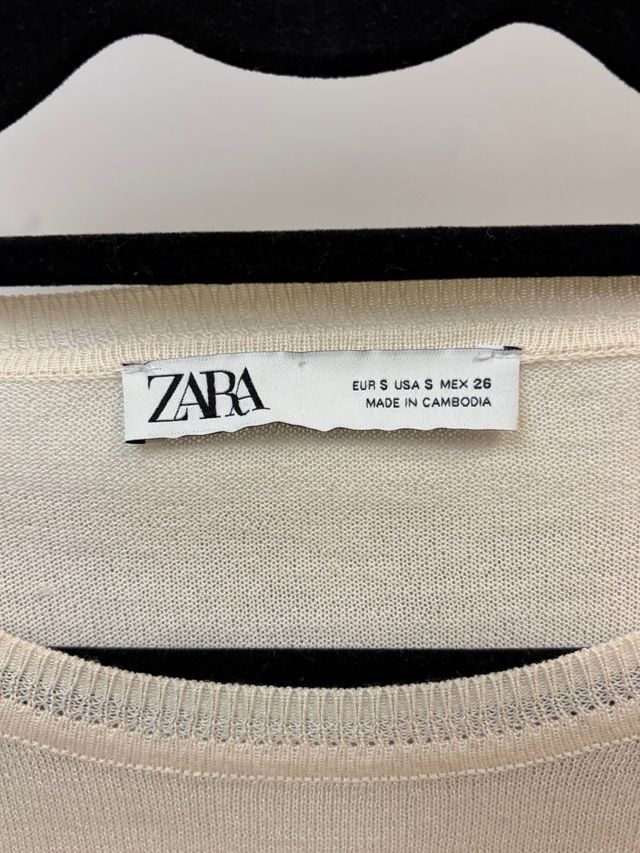 ZARA
EUR S USA S MEX 26
MADE IN CAMBODIA